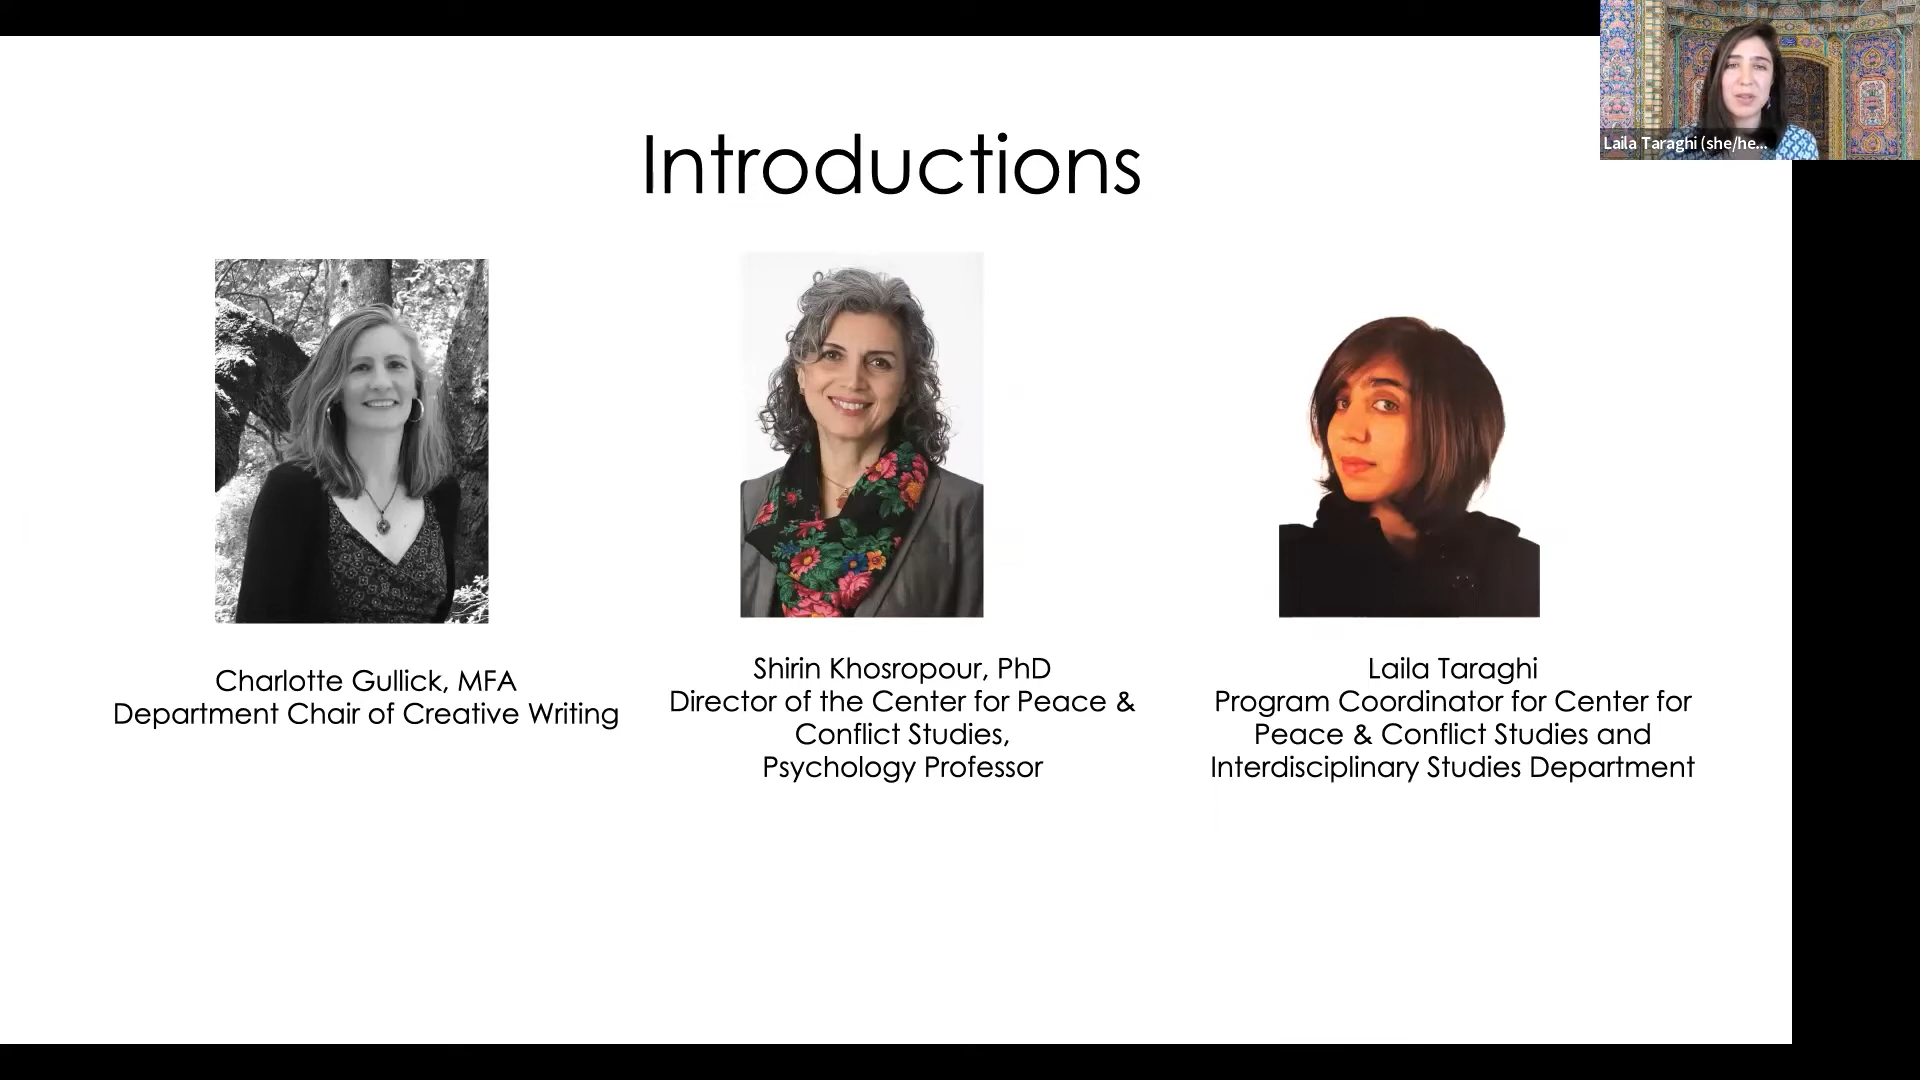 Laila Taraghi (she/he...
Introductions
Charlotte Gullick, MFA
Department Chair of Creative Writing
Shirin Khosropour, PhD
Director of the Center for Peace &
Conflict Studies,
Psychology Professor
Laila Taraghi
Program Coordinator for Center for
Peace & Conflict Studies and
Interdisciplinary Studies Department